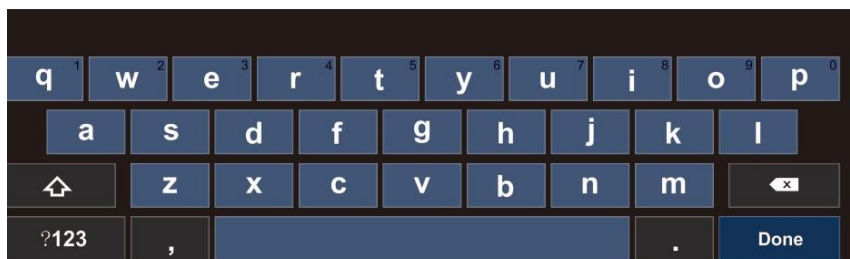 q 1 w 2 e 3 r 4 t 5 y 6 u 7 i 8 o 9 p 0
a s d f g h j k l
z x c v b n m x
?123 , . Done